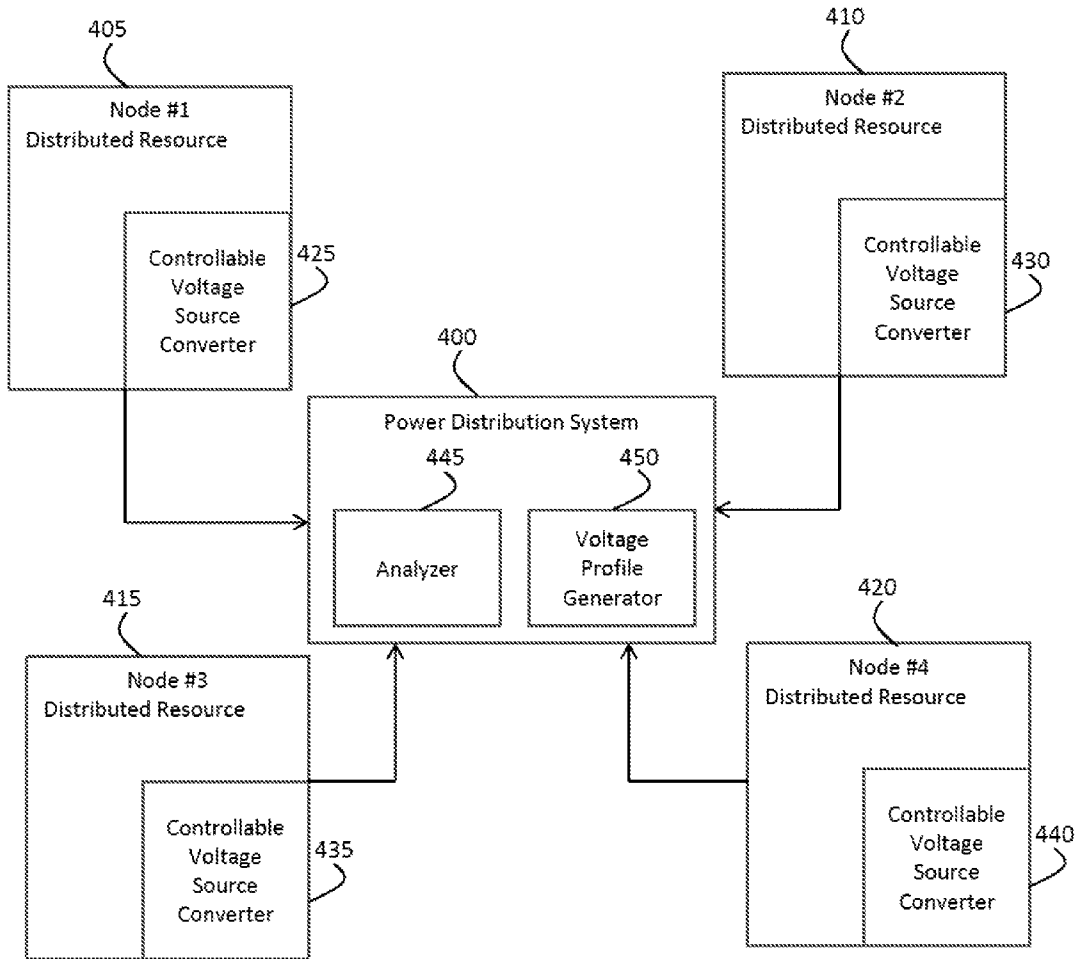 405
Node #1
Distributed Resource
Controllable
Voltage
Source
Converter
425
410
Node #2
Distributed Resource
Controllable
Voltage
Source
Converter
430
400
Power Distribution System
445
Analyzer
450
Voltage
Profile
Generator
415
Node #3
Distributed Resource
Controllable
Voltage
Source
Converter
435
420
Node #4
Distributed Resource
Controllable
Voltage
Source
Converter
440